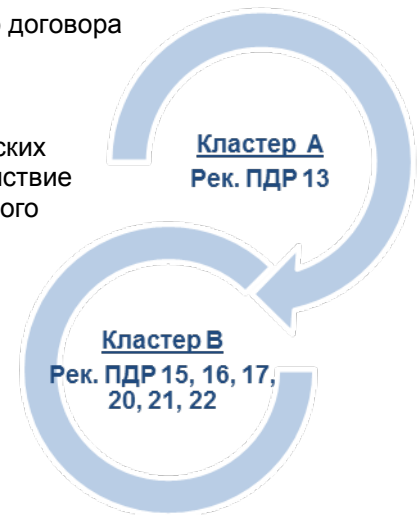 договора
ских
ствие
ого
Кластер А
Рек. ПДР 13
Кластер В
Рек. ПДР 15, 16, 17,
20, 21, 22